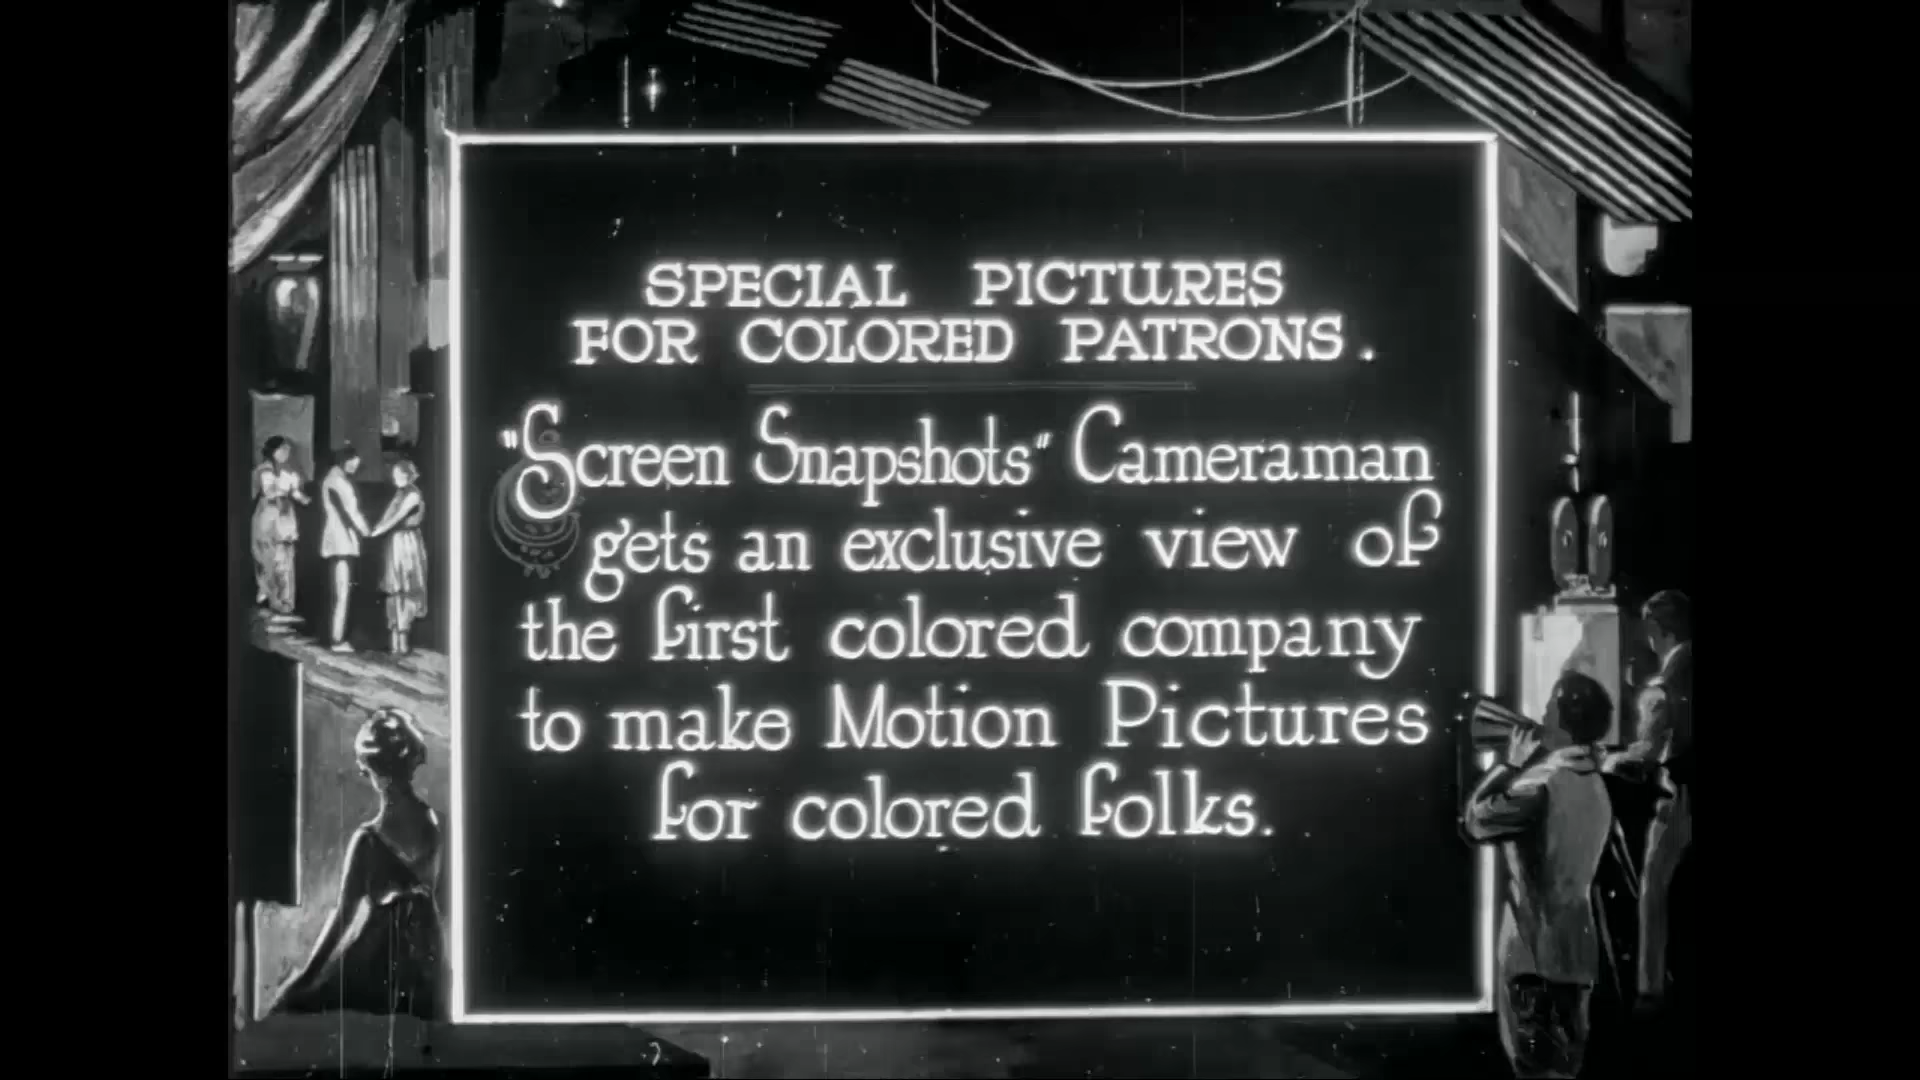 SPECIAL PICTURES
FOR COLORED PATRONS.
"Screen Snapshots" Cameraman
gets an exclusive view of
the first colored company
to make Motion Pictures
for colored folks.